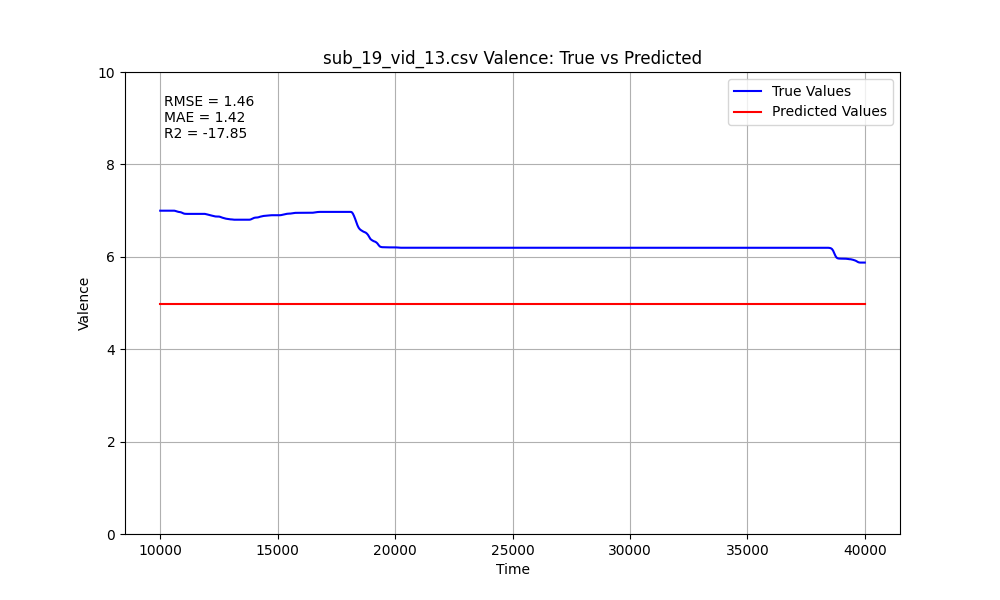 sub_19_vid_13.csv Valence: True vs Predicted
RMSE = 1.46
MAE = 1.42
R2 = -17.85
True Values
Predicted Values
Valence
10
8
6
4
2
0
10000 15000 20000 25000 30000 35000 40000
Time